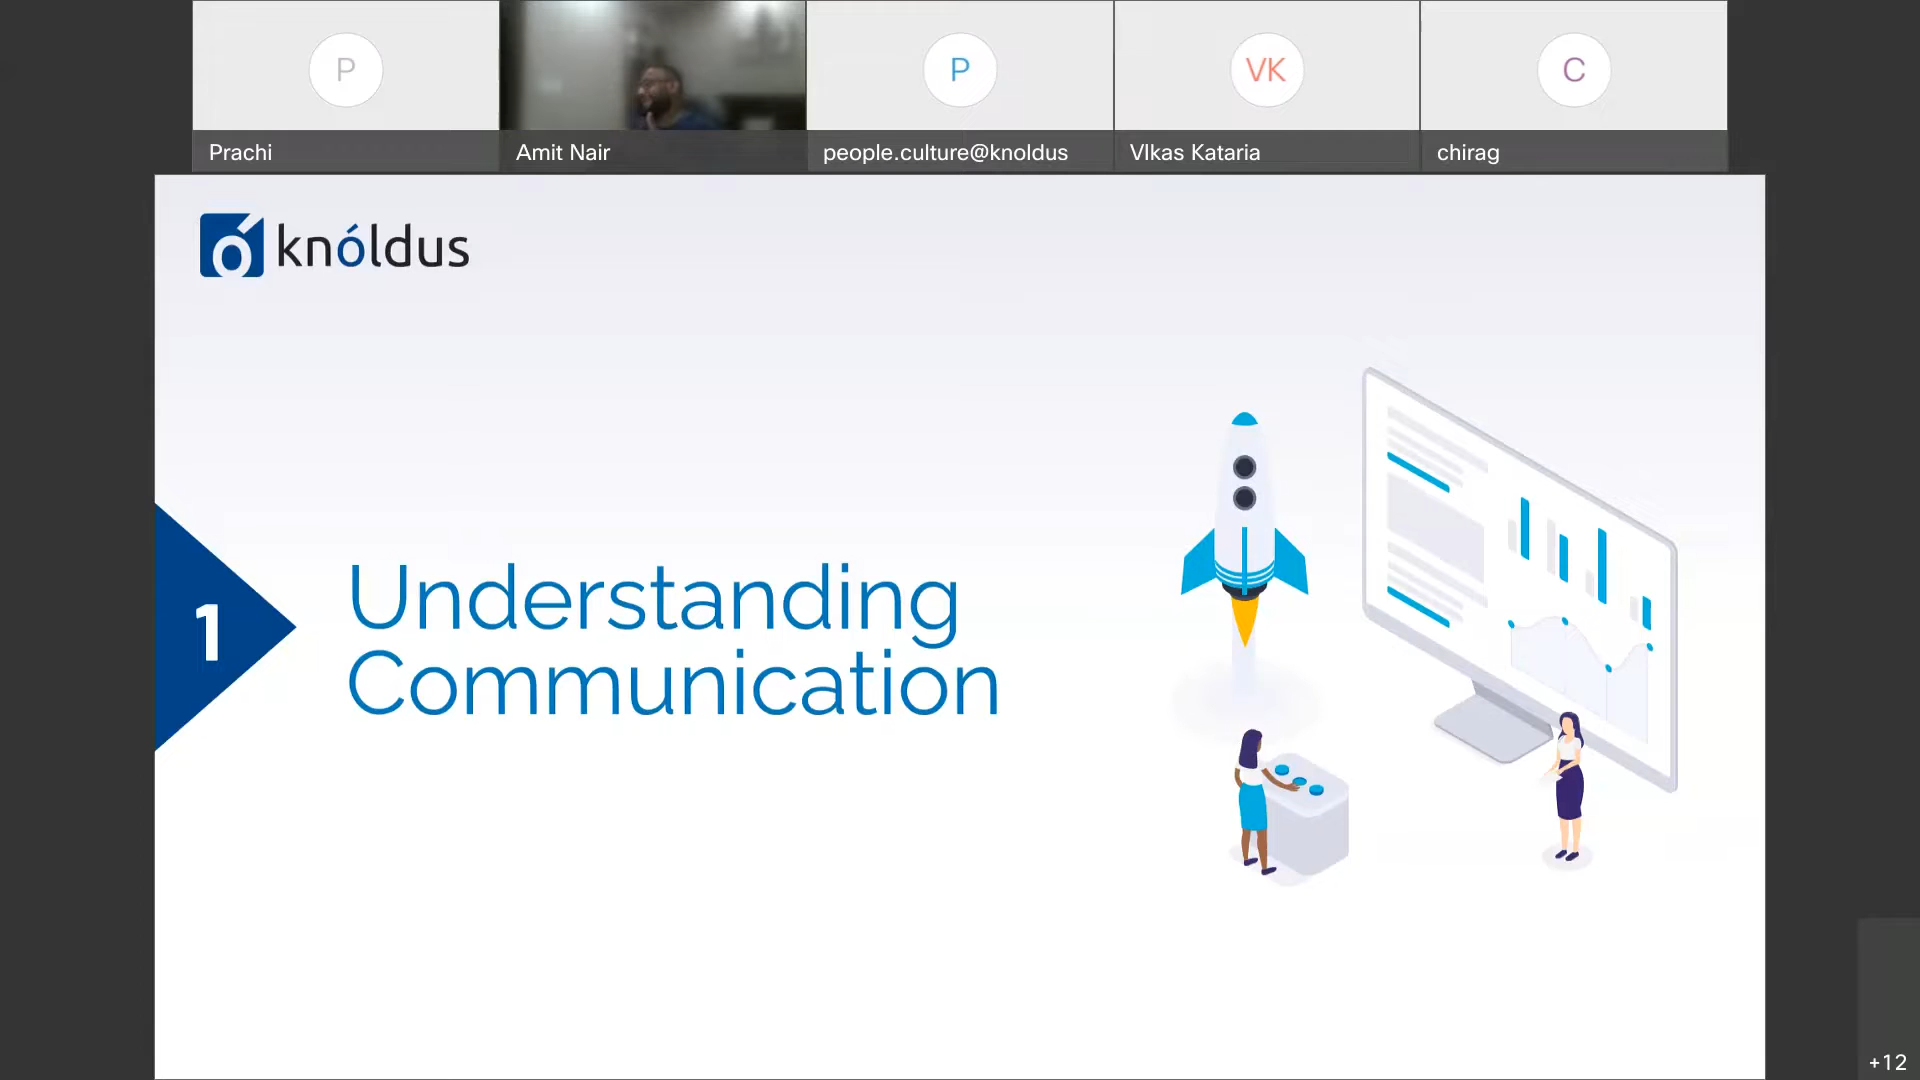 P
Prachi
Amit Nair
P
people.culture@knoldus
VK
VIkas Kataria
C
chirag
knóldus
1
Understanding
Communication
+12